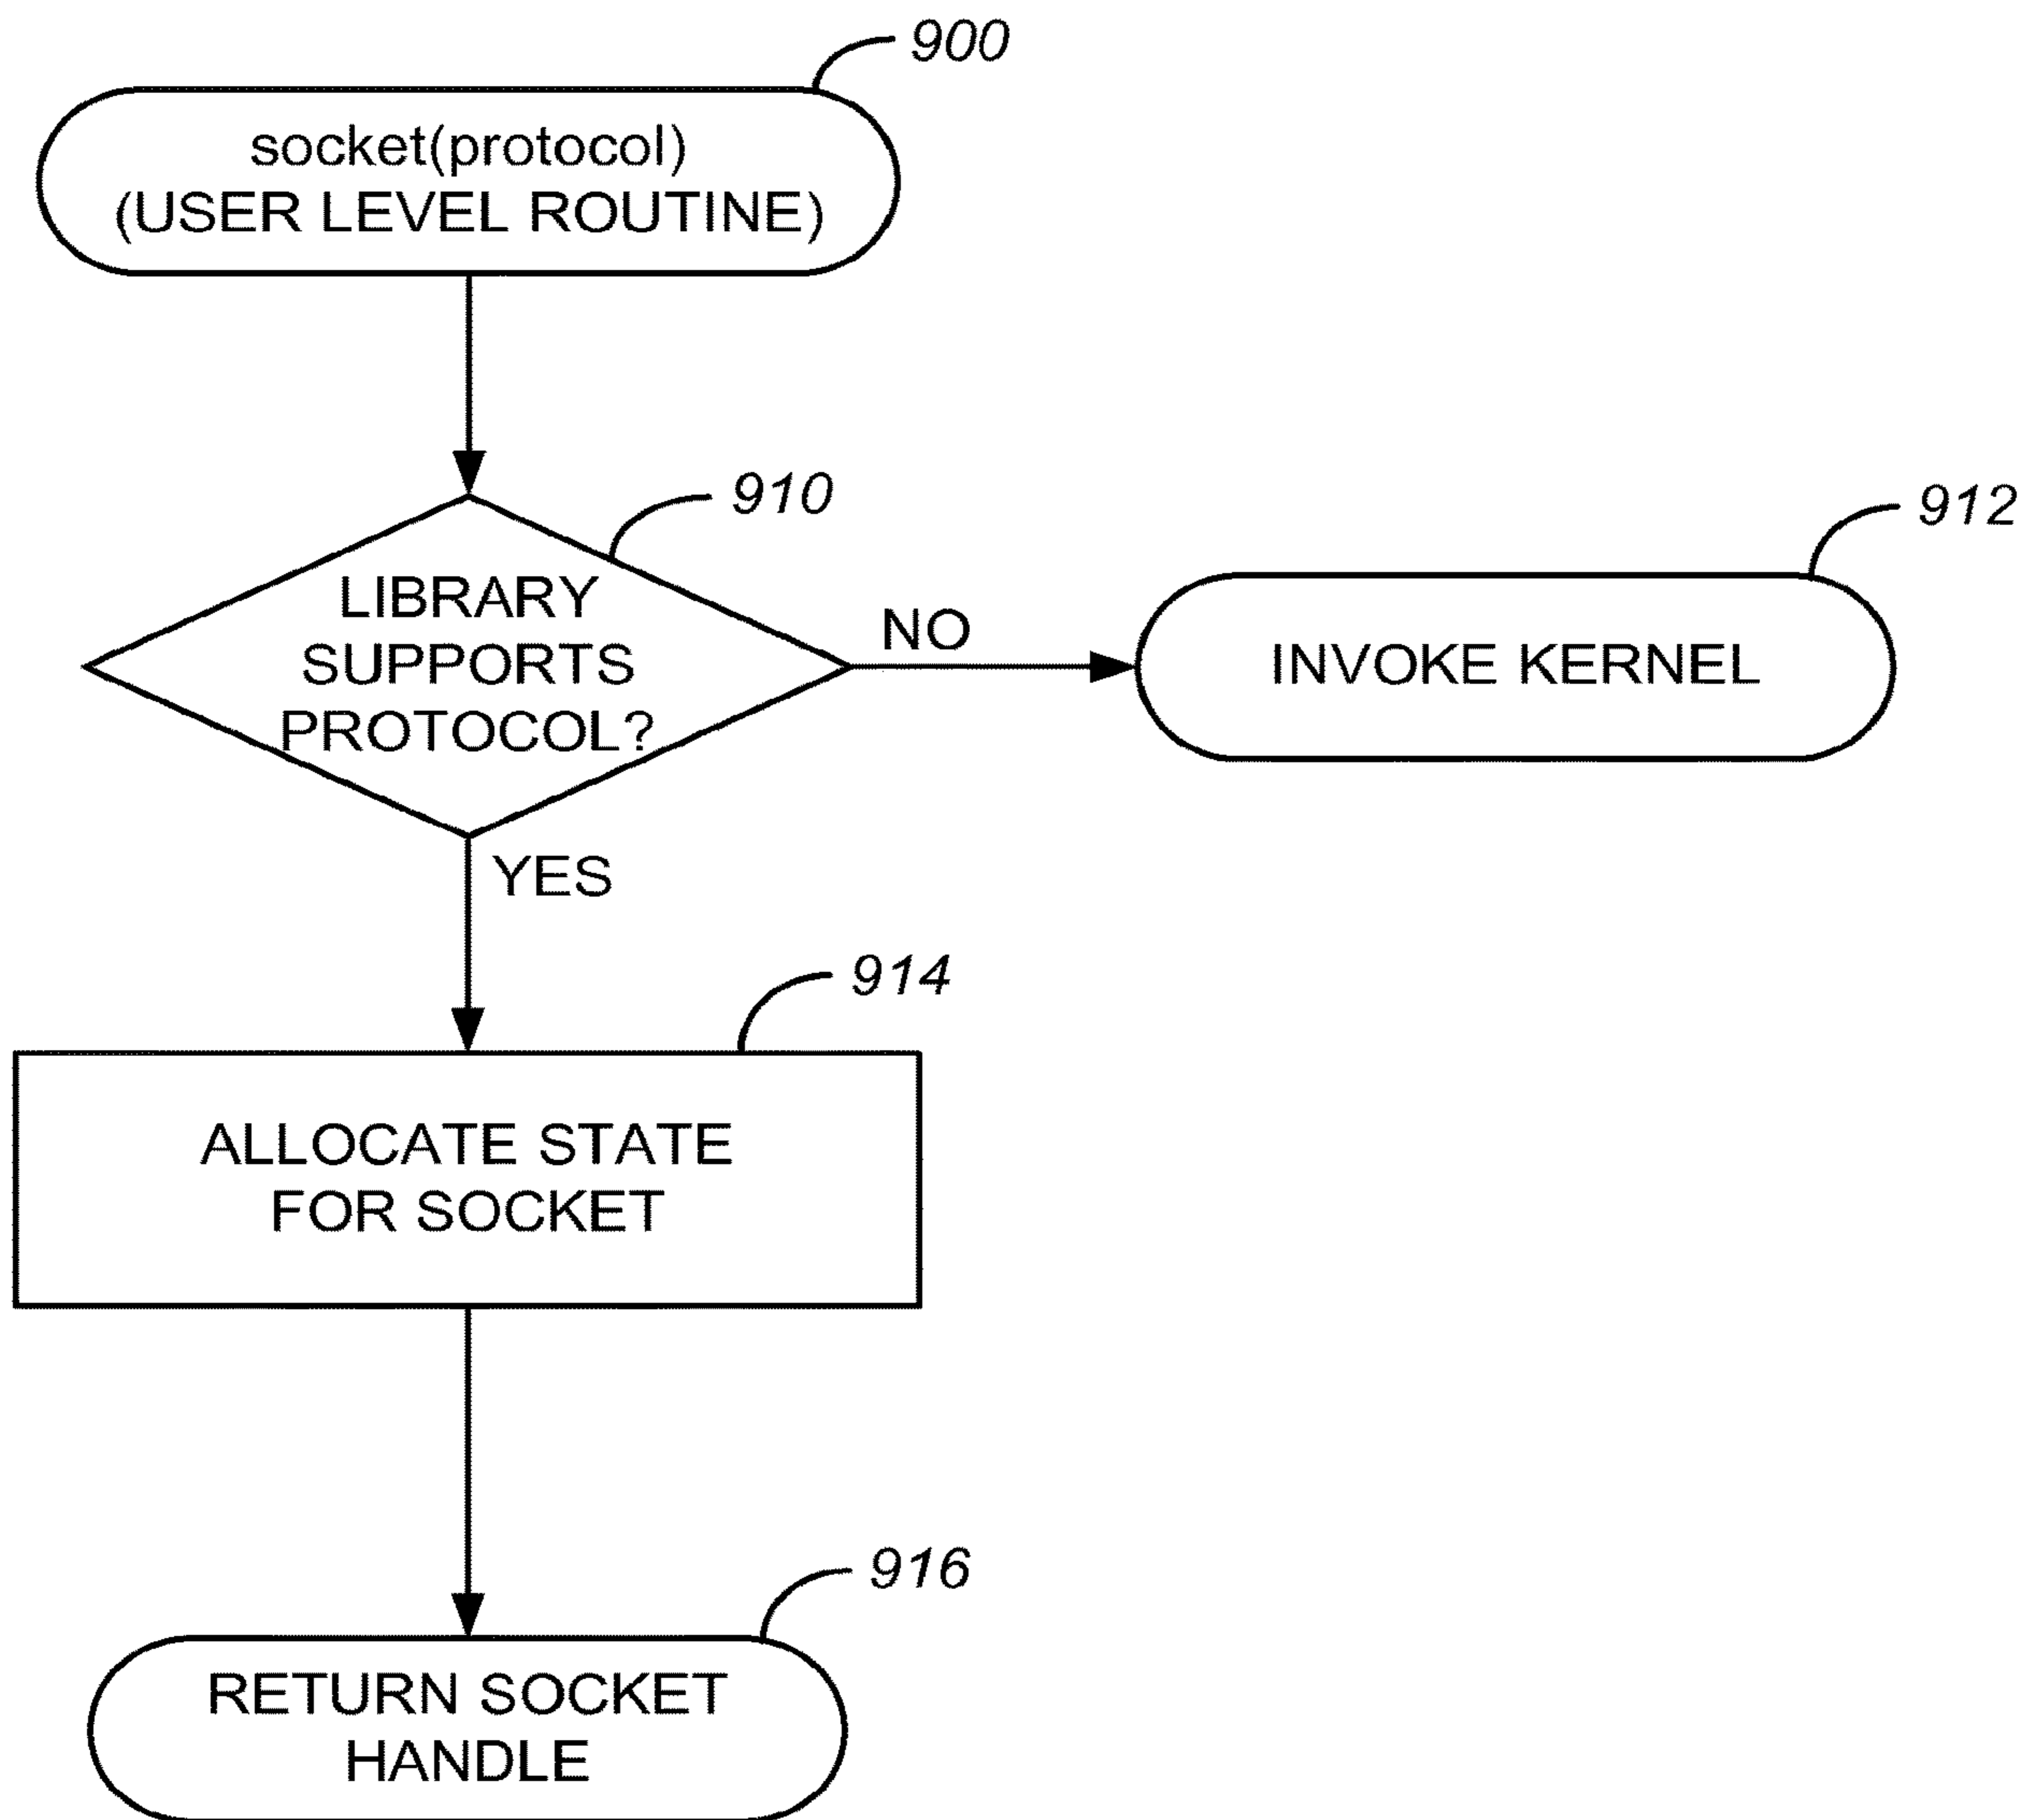 900
socket(protocol)
(USER LEVEL ROUTINE)
910
912
LIBRARY
SUPPORTS
PROTOCOL?
NO
INVOKE KERNEL
YES
914
ALLOCATE STATE
FOR SOCKET
916
RETURN SOCKET
HANDLE